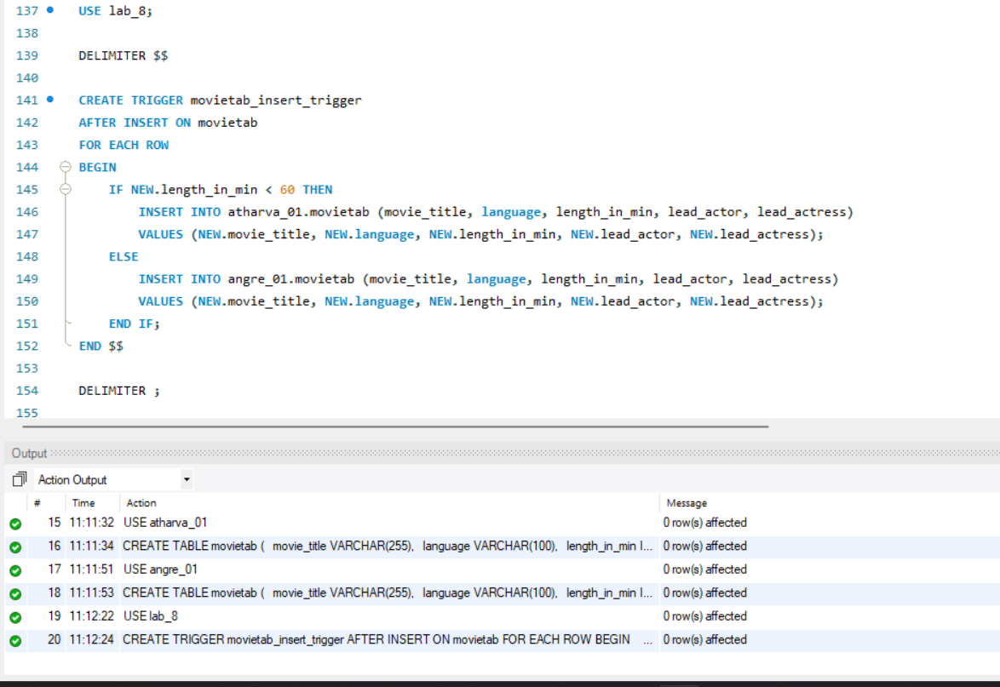 137 USE lab_8;
138
139 DELIMITER $$
140
141 CREATE TRIGGER movietab_insert_trigger
142 AFTER INSERT ON movietab
143 FOR EACH ROW
144 BEGIN
145 IF NEW.length_in_min < 60 THEN
146 INSERT INTO atharva_01.movietab (movie_title, language, length_in_min, lead_actor, lead_actress)
147 VALUES (NEW.movie_title, NEW.language, NEW.length_in_min, NEW.lead_actor, NEW.lead_actress);
148 ELSE
149 INSERT INTO angre_01.movietab (movie_title, language, length_in_min, lead_actor, lead_actress)
150 VALUES (NEW.movie_title, NEW.language, NEW.length_in_min, NEW.lead_actor, NEW.lead_actress);
151 END IF;
152 END $$
153
154 DELIMITER ;
155
Output
Action Output
# Time Action Message
15 11:11:32 USE atharva_01 0 row(s) affected
16 11:11:34 CREATE TABLE movietab ( movie_title VARCHAR(255), language VARCHAR(100), length_in_min I... 0 row(s) affected
17 11:11:51 USE angre_01 0 row(s) affected
18 11:11:53 CREATE TABLE movietab ( movie_title VARCHAR(255), language VARCHAR(100), length_in_min I... 0 row(s) affected
19 11:12:22 USE lab_8 0 row(s) affected
20 11:12:24 CREATE TRIGGER movietab_insert_trigger AFTER INSERT ON movietab FOR EACH ROW BEGIN ... 0 row(s) affected